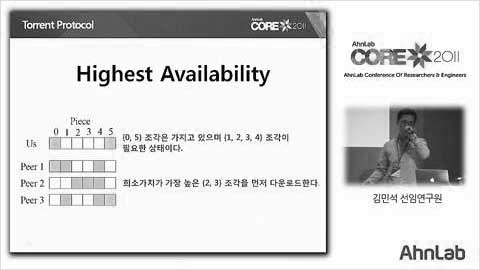 Torrent Protocol
AhnLab
CORE 2011
Highest Availability
Piece
0 1 2 3 4 5
Us
(0, 5) 조각은 가지고 있으며 (1, 2, 3, 4) 조각이
필요한 상태이다.
Peer 1
Peer 2
희소가치가 가장 높은 (2, 3) 조각을 먼저 다운로드한다.
Peer 3
AhnLab
CORE 2011
AhnLab Conference Of Researchers & Engineers
김민석 선임연구원
AhnLab